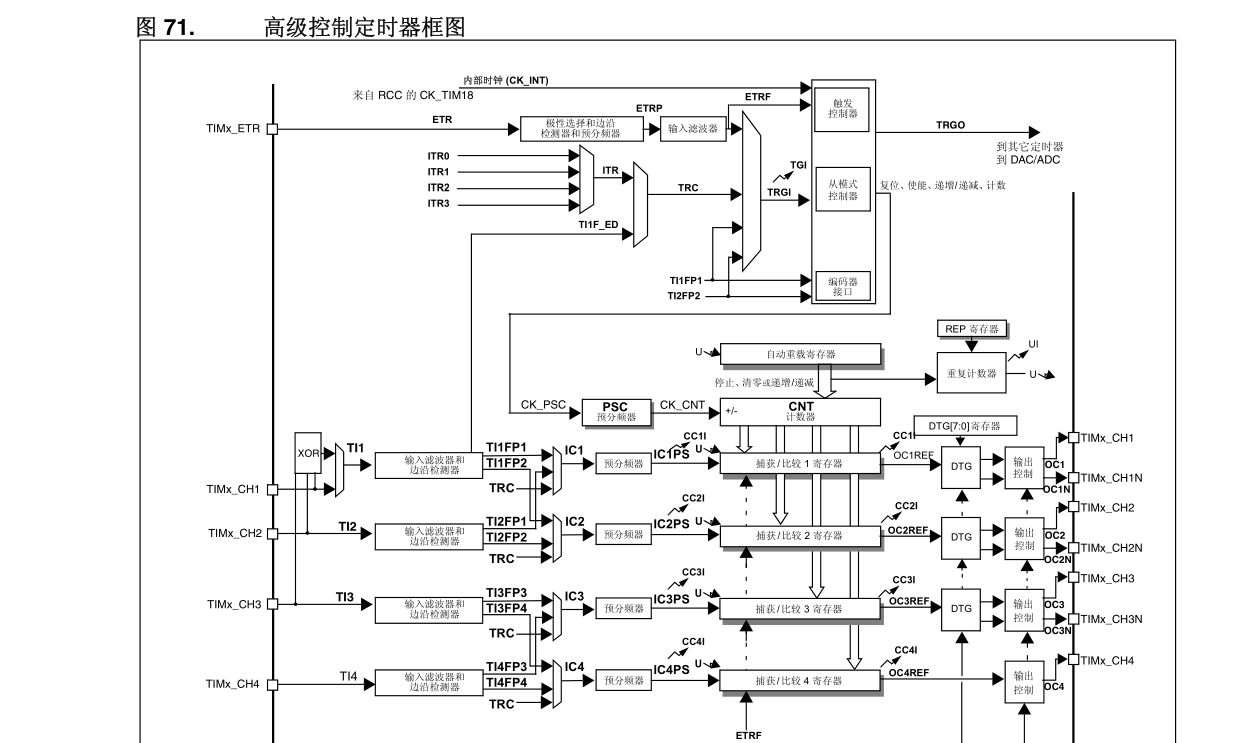 图 71. 高级控制定时器框图
内部时钟 (CK_INT)
来自 RCC 的 CK_TIM18
ETRF
触发
控制器
TIMx_ETR
ETR
极性选择和边沿
检测器和预分频器
ETRP
输入滤波器
TRGO
到其它定时器
到 DAC/ADC
ITR0
ITR1
ITR2
ITR3
ITR
TRC
TI1F_ED
TGI
TRGI
从模式
控制器
复位、使能、递增/递减、计数
TI1FP1
TI2FP2
编码器
接口
REP 寄存器
U
自动重载寄存器
UI
重复计数器
U
停止、清零或递增/递减
CK_PSC
PSC
预分频器
CK_CNT
+/-
CNT
计数器
DTG[7:0]寄存器
XOR
TI1
输入滤波器和
边沿检测器
TI1FP1
TI1FP2
TRC
IC1
预分频器
CC1I
IC1PS
U
捕获/比较 1 寄存器
CC1I
OC1REF
DTG
输出
控制
OC1
OC1N
TIMx_CH1
TIMx_CH1N
TIMx_CH1
TIMx_CH2
TI2
输入滤波器和
边沿检测器
TI2FP1
TI2FP2
TRC
IC2
预分频器
CC2I
IC2PS
U
捕获/比较 2 寄存器
CC2I
OC2REF
DTG
输出
控制
OC2
OC2N
TIMx_CH2
TIMx_CH2N
TIMx_CH3
TI3
输入滤波器和
边沿检测器
TI3FP3
TI3FP4
TRC
IC3
预分频器
CC3I
IC3PS
U
捕获/比较 3 寄存器
CC3I
OC3REF
DTG
输出
控制
OC3
OC3N
TIMx_CH3
TIMx_CH3N
TIMx_CH4
TI4
输入滤波器和
边沿检测器
TI4FP3
TI4FP4
TRC
IC4
预分频器
CC4I
IC4PS
U
捕获/比较 4 寄存器
CC4I
OC4REF
输出
控制
OC4
TIMx_CH4
ETRF